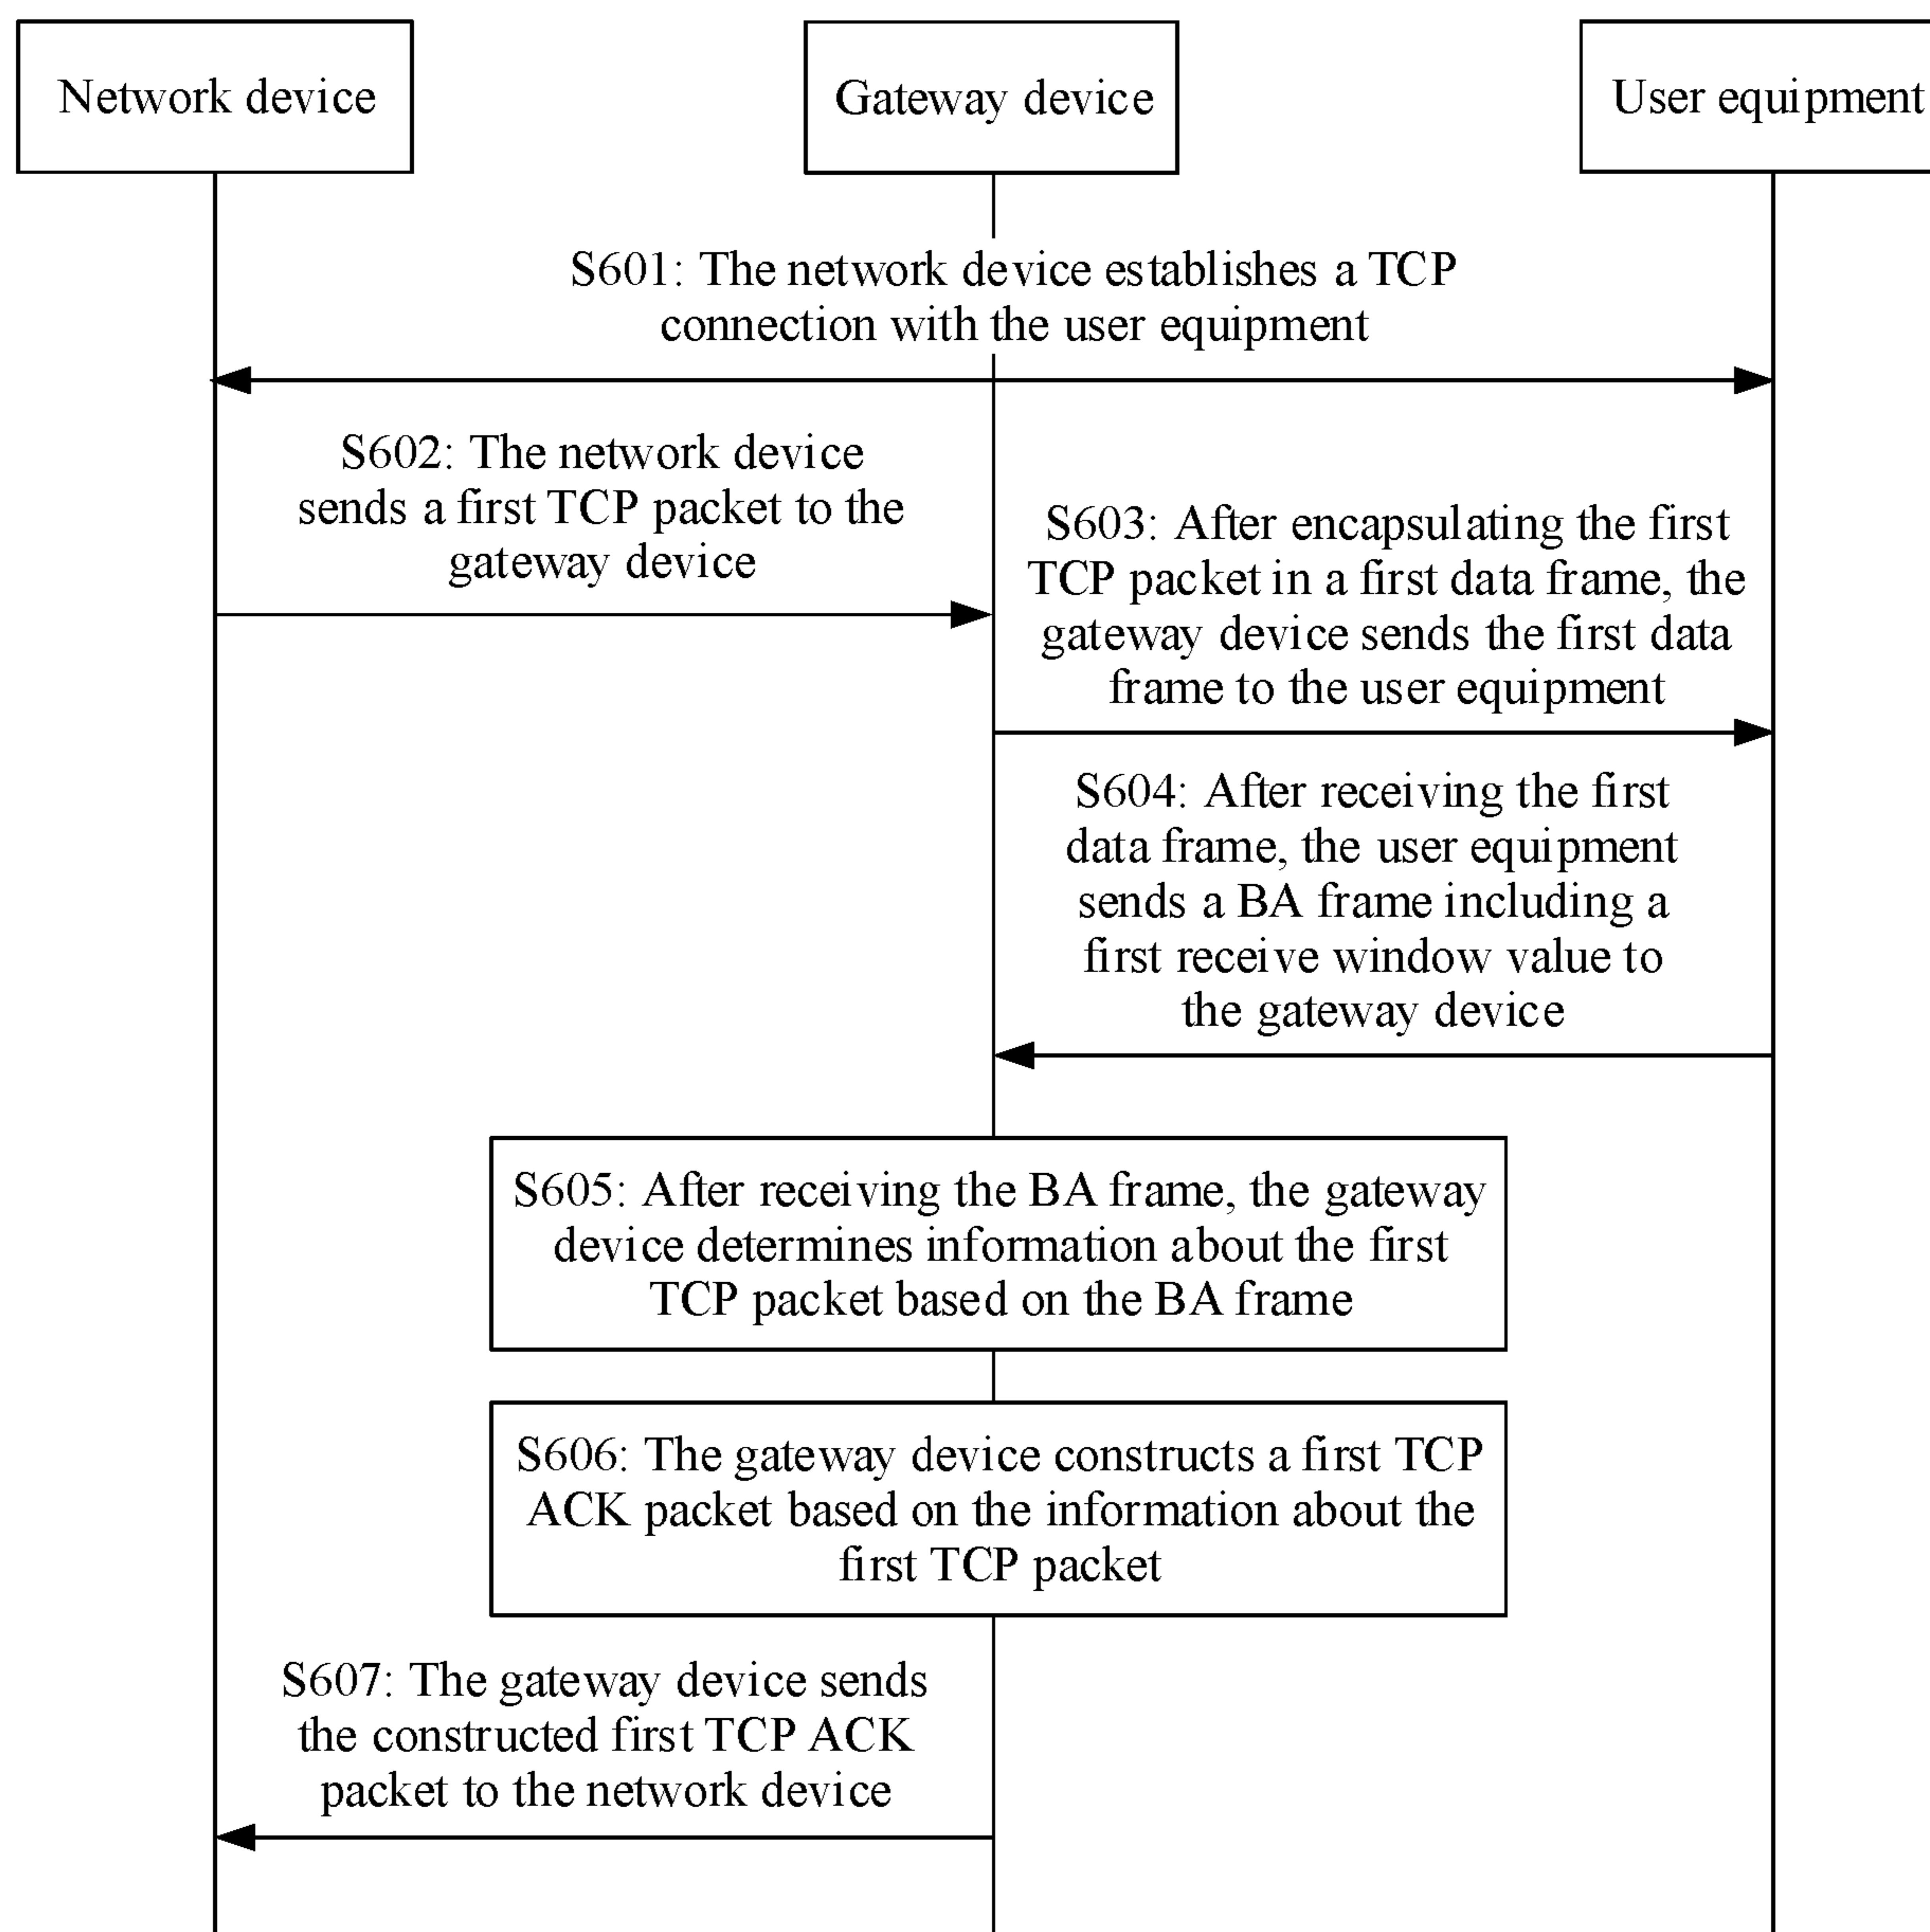 Network device
Gateway device
User equipment
S601: The network device establishes a TCP
connection with the user equipment
S602: The network device
sends a first TCP packet to the
gateway device
S603: After encapsulating the first
TCP packet in a first data frame, the
gateway device sends the first data
frame to the user equipment
S604: After receiving the first
data frame, the user equipment
sends a BA frame including a
first receive window value to
the gateway device
S605: After receiving the BA frame, the gateway
device determines information about the first
TCP packet based on the BA frame
S606: The gateway device constructs a first TCP
ACK packet based on the information about the
first TCP packet
S607: The gateway device sends
the constructed first TCP ACK
packet to the network device